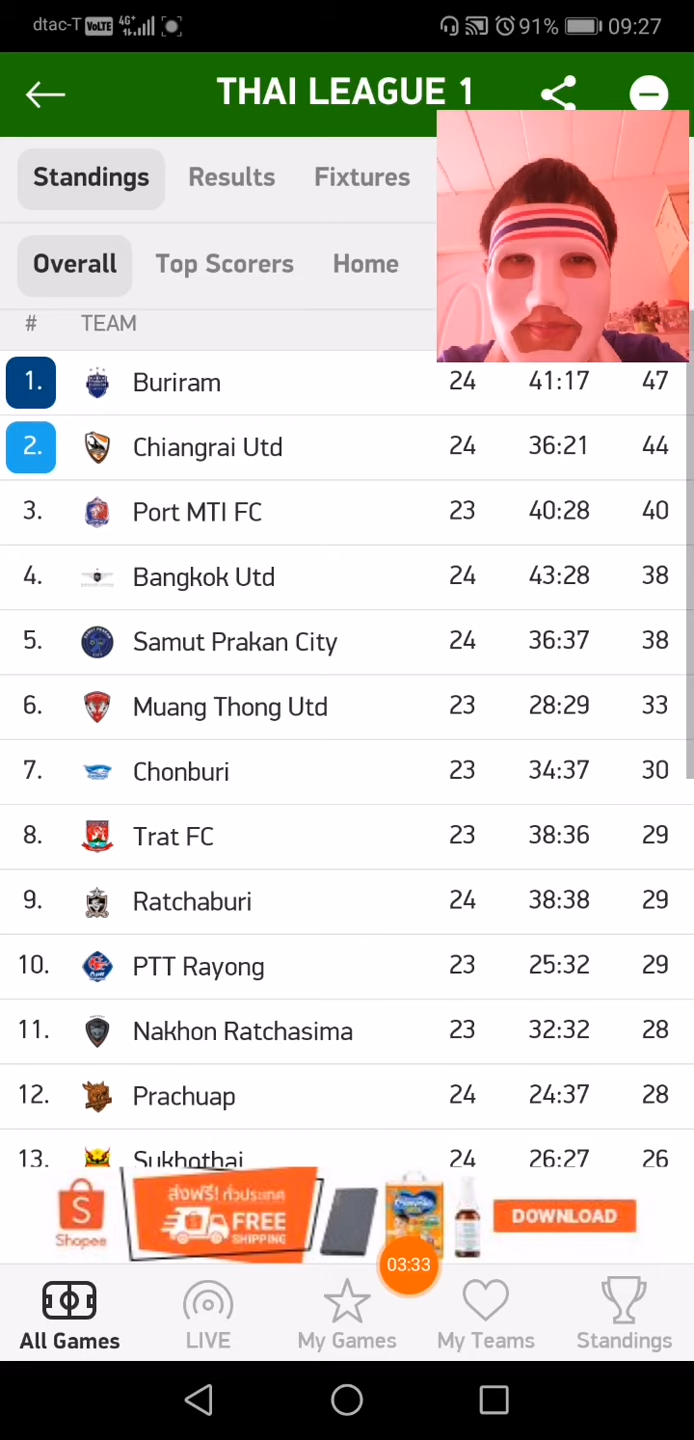 dtac-T VoLTE 4G+ 91% 09:27
THAI LEAGUE 1
Standings Results Fixtures
Overall Top Scorers Home
# TEAM
1. Buriram 24 41:17 47
2. Chiangrai Utd 24 36:21 44
3. Port MTI FC 23 40:28 40
4. Bangkok Utd 24 43:28 38
5. Samut Prakan City 24 36:37 38
6. Muang Thong Utd 23 28:29 33
7. Chonburi 23 34:37 30
8. Trat FC 23 38:36 29
9. Ratchaburi 24 38:38 29
10. PTT Rayong 23 25:32 29
11. Nakhon Ratchasima 23 32:32 28
12. Prachuap 24 24:37 28
13. Sukhothai 24 26:27 26
S Shopee
ส่งฟรี! ทั่วประเทศ
FREE
SHIPPING
DOWNLOAD
03:33
All Games LIVE My Games My Teams Standings